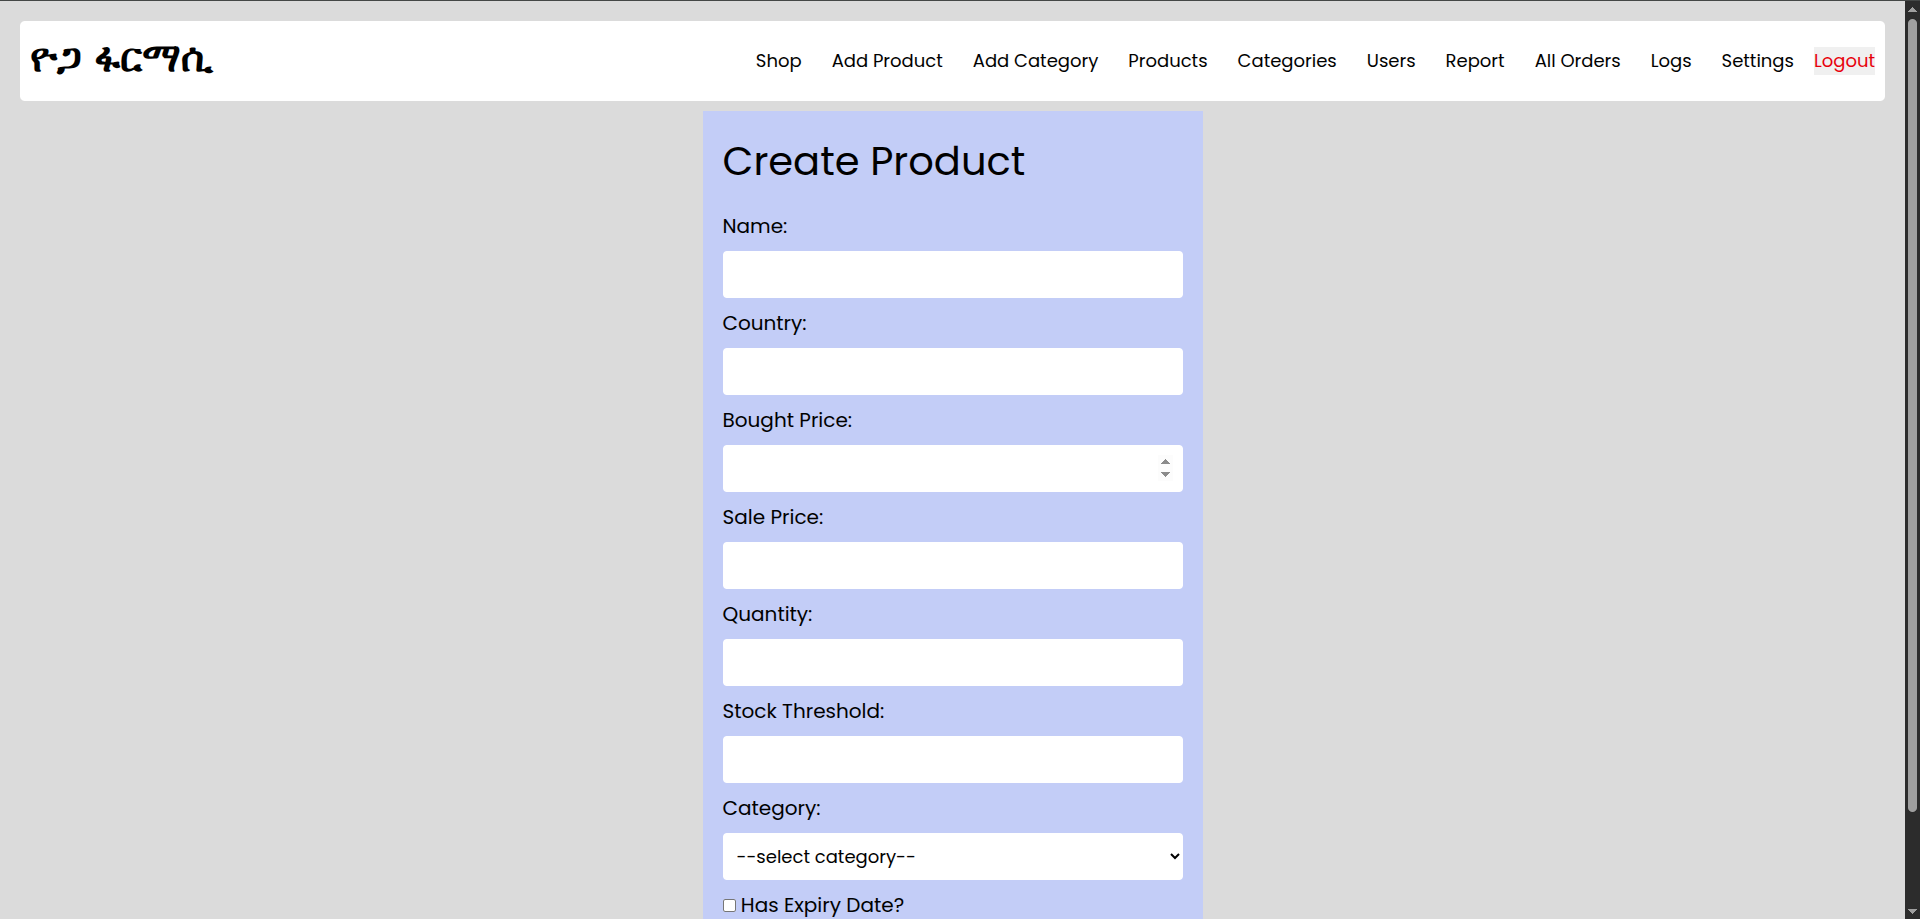 ዮጋ ፋርማሲ
Shop Add Product Add Category Products Categories Users Report All Orders Logs Settings Logout
Create Product
Name:
Country:
Bought Price:
Sale Price:
Quantity:
Stock Threshold:
Category:
--select category--
Has Expiry Date?